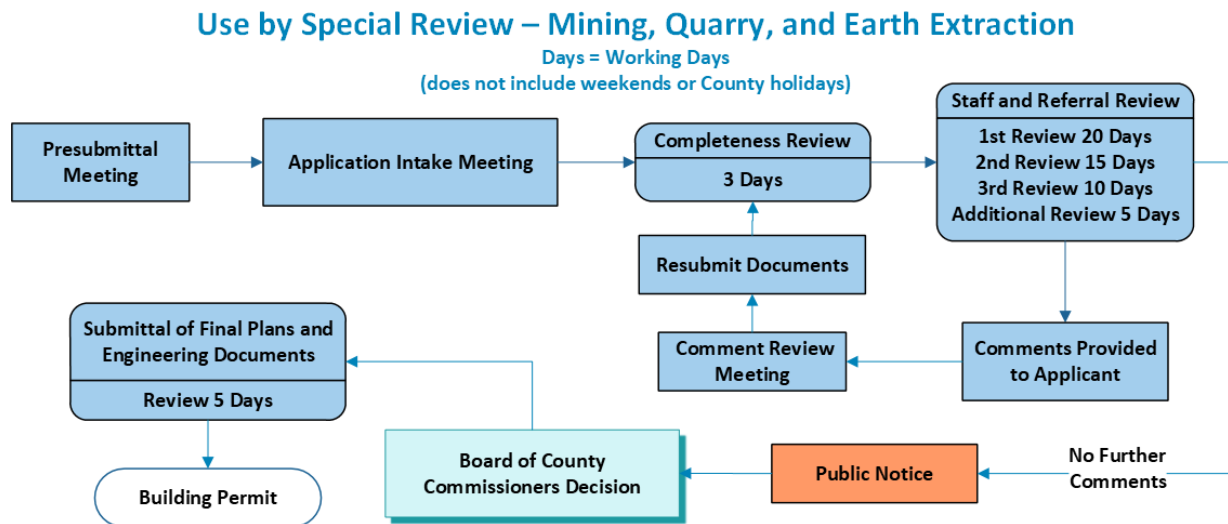 Use by Special Review – Mining, Quarry, and Earth Extraction
Days = Working Days
(does not include weekends or County holidays)
Presubmittal
Meeting
Application Intake Meeting
Completeness Review
3 Days
Staff and Referral Review
1st Review 20 Days
2nd Review 15 Days
3rd Review 10 Days
Additional Review 5 Days
Resubmit Documents
Comment Review
Meeting
Comments Provided
to Applicant
Submittal of Final Plans and
Engineering Documents
Review 5 Days
Building Permit
Board of County
Commissioners Decision
Public Notice
No Further
Comments